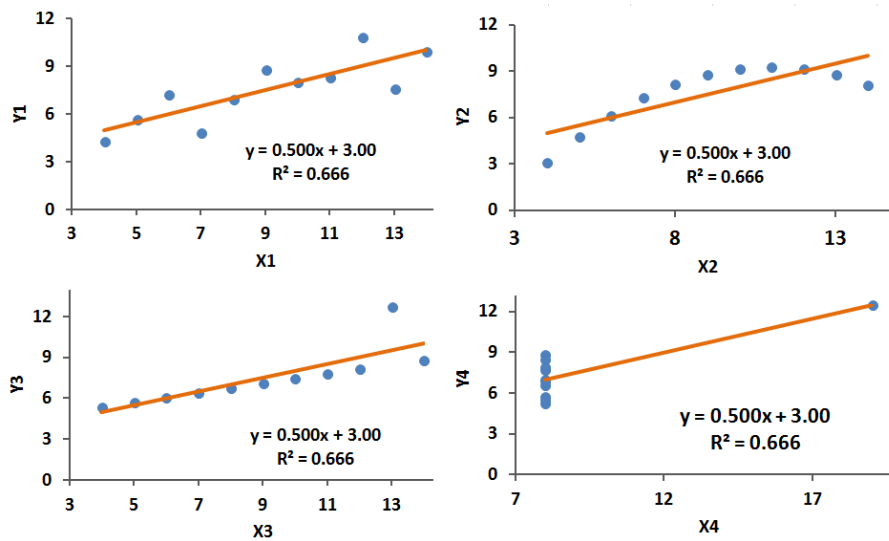 Y1
12
9
6
3
0
y = 0.500x + 3.00
R² = 0.666
3 5 7 9 11 13
X1
Y2
12
9
6
3
0
y = 0.500x + 3.00
R² = 0.666
3 8 13
X2
Y3
12
9
6
3
0
y = 0.500x + 3.00
R² = 0.666
3 5 7 9 11 13
X3
Y4
12
9
6
3
0
y = 0.500x + 3.00
R² = 0.666
7 12 17
X4